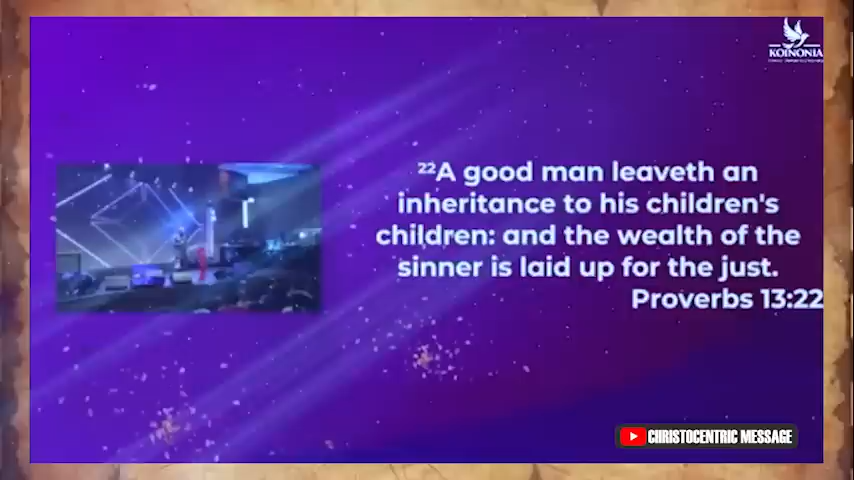 KOINONIA
²²A good man leaveth an
inheritance to his children's
children: and the wealth of the
sinner is laid up for the just.
Proverbs 13:22
CHRISTOCENTRIC MESSAGE